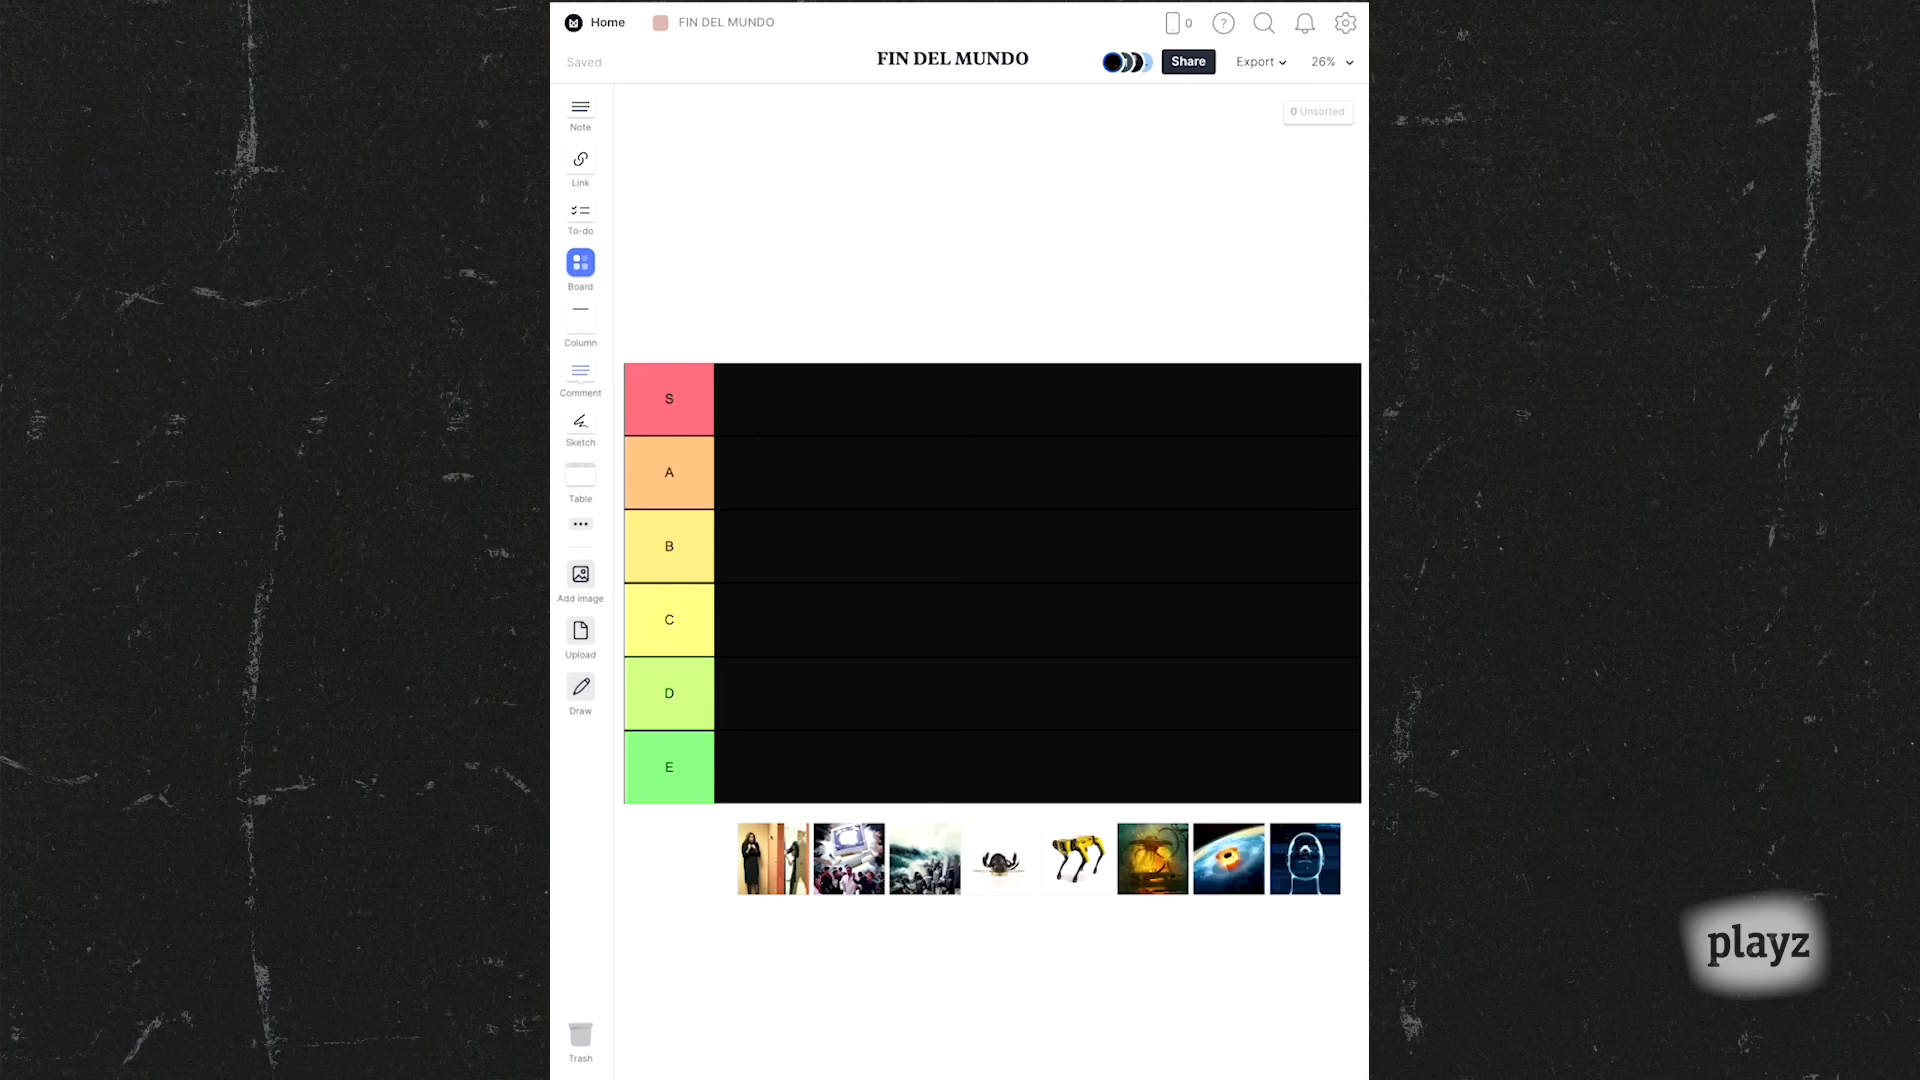 Home
FIN DEL MUNDO
0
?
Saved
FIN DEL MUNDO
Share
Export
26%
0 Unsorted
Note
Link
To-do
Board
Column
Comment
Sketch
Table
Add image
Upload
Draw
Trash
S
A
B
C
D
E
playz